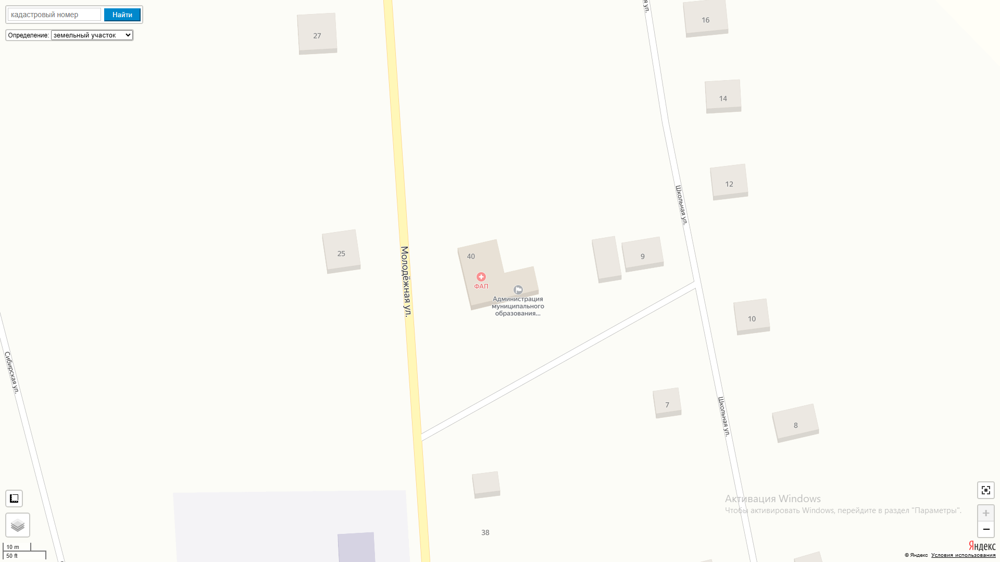 кадастровый номер
Найти
Определение: земельный участок
27
16
14
12
Школьная ул.
25
Молодёжная ул.
40
ФАП
Администрация
муниципального
образования...
9
10
Сибирская ул.
7
Школьная ул.
8
38
Активация Windows
Чтобы активировать Windows, перейдите в раздел "Параметры".
10 m
50 ft
Яндекс
© Яндекс Условия использования